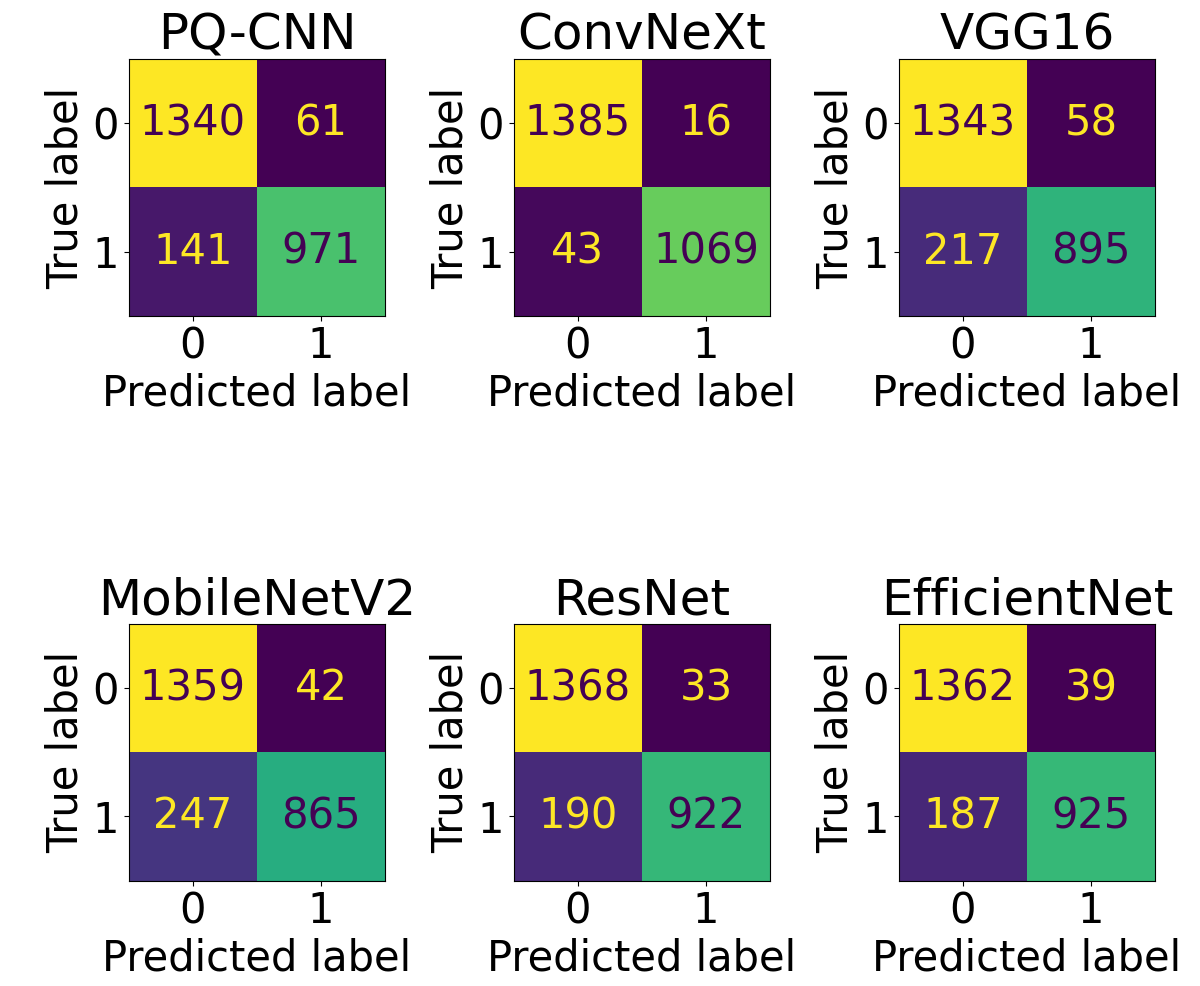 PQ-CNN ConvNeXt VGG16
True label 0 1340 61 True label 0 1385 16 True label 0 1343 58
1 141 971 1 43 1069 1 217 895
0 1 0 1 0 1
Predicted label Predicted label Predicted label
MobileNetV2 ResNet EfficientNet
True label 0 1359 42 True label 0 1368 33 True label 0 1362 39
1 247 865 1 190 922 1 187 925
0 1 0 1 0 1
Predicted label Predicted label Predicted label